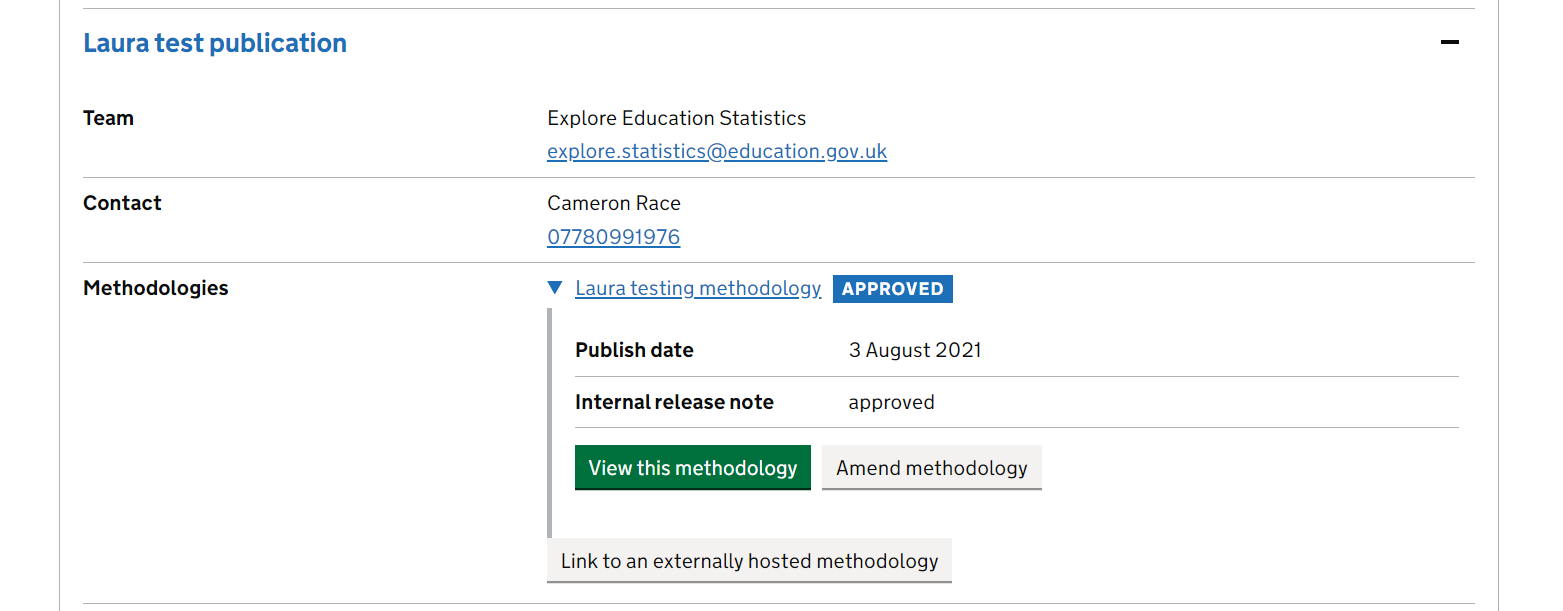 Laura test publication
Team
Explore Education Statistics
explore.statistics@education.gov.uk
Contact
Cameron Race
07780991976
Methodologies
Laura testing methodology APPROVED
Publish date 3 August 2021
Internal release note approved
View this methodology Amend methodology
Link to an externally hosted methodology